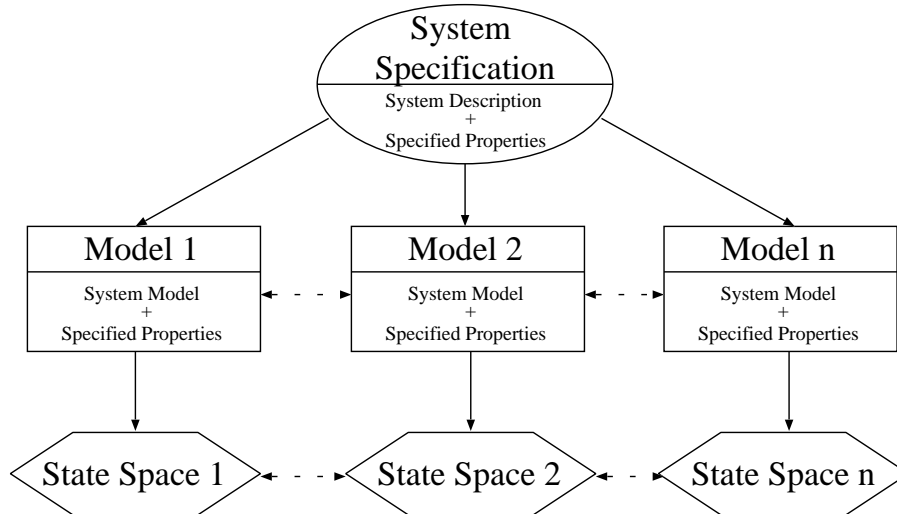 System
Specification
System Description
+
Specified Properties
Model 1
System Model
+
Specified Properties
Model 2
System Model
+
Specified Properties
Model n
System Model
+
Specified Properties
State Space 1
State Space 2
State Space n